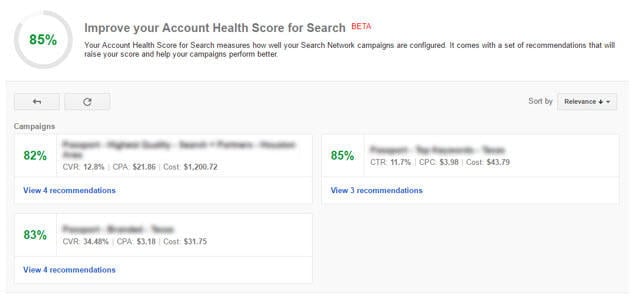 85%
Improve your Account Health Score for Search BETA
Your Account Health Score for Search measures how well your Search Network campaigns are configured. It comes with a set of recommendations that will
raise your score and help your campaigns perform better.
Sort by Relevance
Campaigns
82%
CVR: 12.8% | CPA: $21.86 | Cost: $1,200.72
View 4 recommendations
85%
CTR: 11.7% | CPC: $3.98 | Cost: $43.79
View 3 recommendations
83%
CVR: 34.48% | CPA: $3.18 | Cost: $31.75
View 4 recommendations